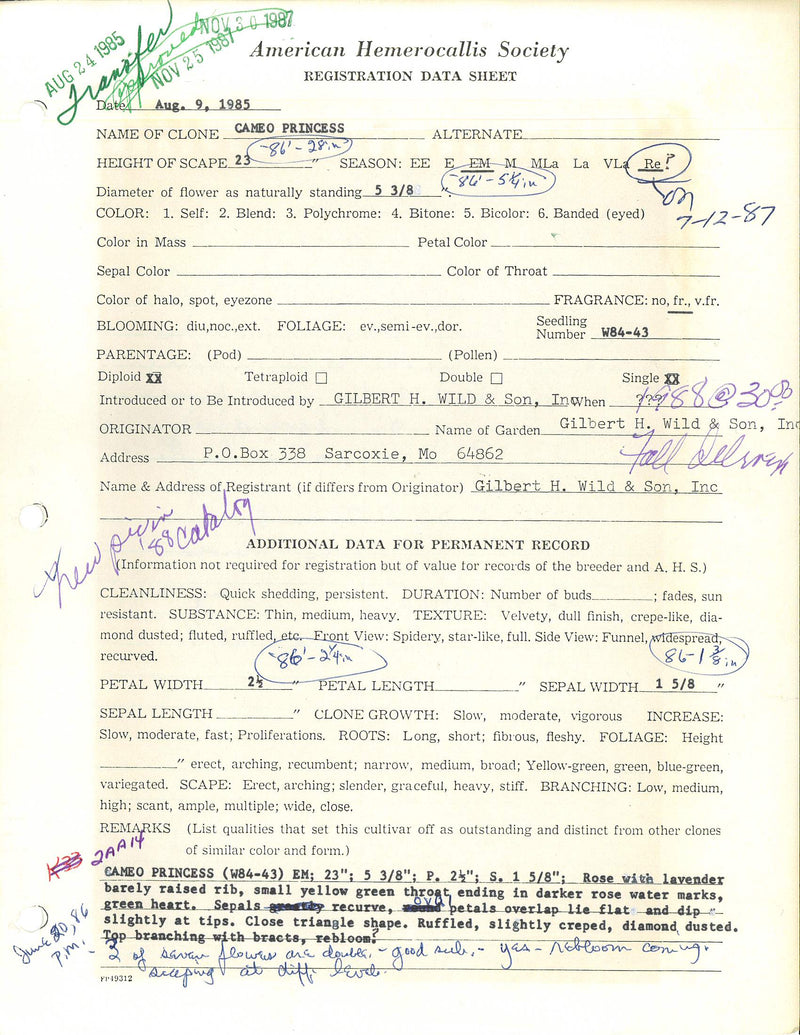 AUG 24 1985
Transfer
approved
NOV 30 1987
NOV 25 1987
American Hemerocallis Society
REGISTRATION DATA SHEET
Date Aug. 9, 1985
NAME OF CLONE CAMEO PRINCESS ALTERNATE
'86' - 28 in
HEIGHT OF SCAPE 23 " SEASON: EE E EM M MLa La VLa Re ?
on
7-12-87
'86' - 5 1/4 in
Diameter of flower as naturally standing 5 3/8 "
COLOR: 1. Self: 2. Blend: 3. Polychrome: 4. Bitone: 5. Bicolor: 6. Banded (eyed)
Color in Mass Petal Color
Sepal Color Color of Throat
Color of halo, spot, eyezone FRAGRANCE: no, fr., v.fr.
BLOOMING: diu,noc.,ext. FOLIAGE: ev.,semi-ev.,dor. Seedling Number W84-43
PARENTAGE: (Pod) (Pollen)
Diploid XX Tetraploid ☐ Double ☐ Single XX
Introduced or to Be Introduced by GILBERT H. WILD & Son, Inc When ??? 1988 @ 30.00
ORIGINATOR Name of Garden Gilbert H. Wild & Son, Inc
Address P.O.Box 338 Sarcoxie, Mo 64862
Fall
Name & Address of Registrant (if differs from Originator) Gilbert H. Wild & Son, Inc
New pic in
'88 Catalog
ADDITIONAL DATA FOR PERMANENT RECORD
(Information not required for registration but of value for records of the breeder and A. H. S.)
CLEANLINESS: Quick shedding, persistent. DURATION: Number of buds ; fades, sun
resistant. SUBSTANCE: Thin, medium, heavy. TEXTURE: Velvety, dull finish, crepe-like, dia-
mond dusted; fluted, ruffled, etc. Front View: Spidery, star-like, full. Side View: Funnel, widespread,
recurved.
'86' - 2 1/4 in
86 - 1 3/8 in
PETAL WIDTH 2½ " PETAL LENGTH " SEPAL WIDTH 1 5/8 "
SEPAL LENGTH " CLONE GROWTH: Slow, moderate, vigorous INCREASE:
Slow, moderate, fast; Proliferations. ROOTS: Long, short; fibrous, fleshy. FOLIAGE: Height
" erect, arching, recumbent; narrow, medium, broad; Yellow-green, green, blue-green,
variegated. SCAPE: Erect, arching; slender, graceful, heavy, stiff. BRANCHING: Low, medium,
high; scant, ample, multiple; wide, close.
REMARKS (List qualities that set this cultivar off as outstanding and distinct from other clones
of similar color and form.)
2AA14
CAMEO PRINCESS (W84-43) EM; 23"; 5 3/8"; P. 2½"; S. 1 5/8"; Rose with lavender
barely raised rib, small yellow green throat ending in darker rose water marks,
green heart. Sepals recurve, oval petals overlap lie flat and dip
slightly at tips. Close triangle shape. Ruffled, slightly creped, diamond dusted.
Top branching with bracts, rebloom?
June 30, 86
P.M. - 2 of seven flowers are double. - good sub. - yes - rebloom coming.
scaping at diff. levels.
FP49312